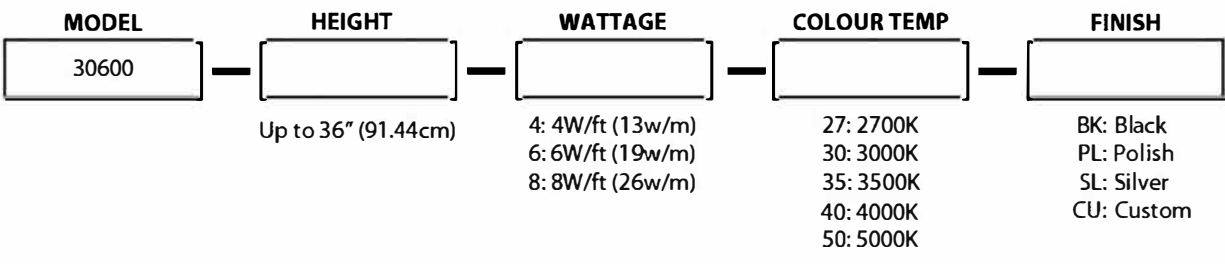 MODEL HEIGHT WATTAGE COLOUR TEMP FINISH
30600
Up to 36" (91.44cm)
4: 4W/ft (13w/m)
6: 6W/ft (19w/m)
8: 8W/ft (26w/m)
27: 2700K
30: 3000K
35: 3500K
40: 4000K
50: 5000K
BK: Black
PL: Polish
SL: Silver
CU: Custom